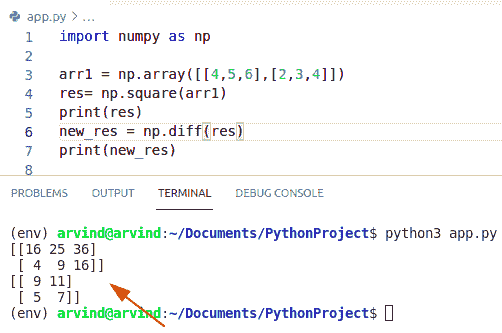 app.py > ...
1 import numpy as np
2
3 arr1 = np.array([[4,5,6],[2,3,4]])
4 res= np.square(arr1)
5 print(res)
6 new_res = np.diff(res)
7 print(new_res)
8
PROBLEMS OUTPUT TERMINAL DEBUG CONSOLE
(env) arvind@arvind:~/Documents/PythonProject$ python3 app.py
[[16 25 36]
 [ 4  9 16]]
[[ 9 11]
 [ 5  7]]
(env) arvind@arvind:~/Documents/PythonProject$